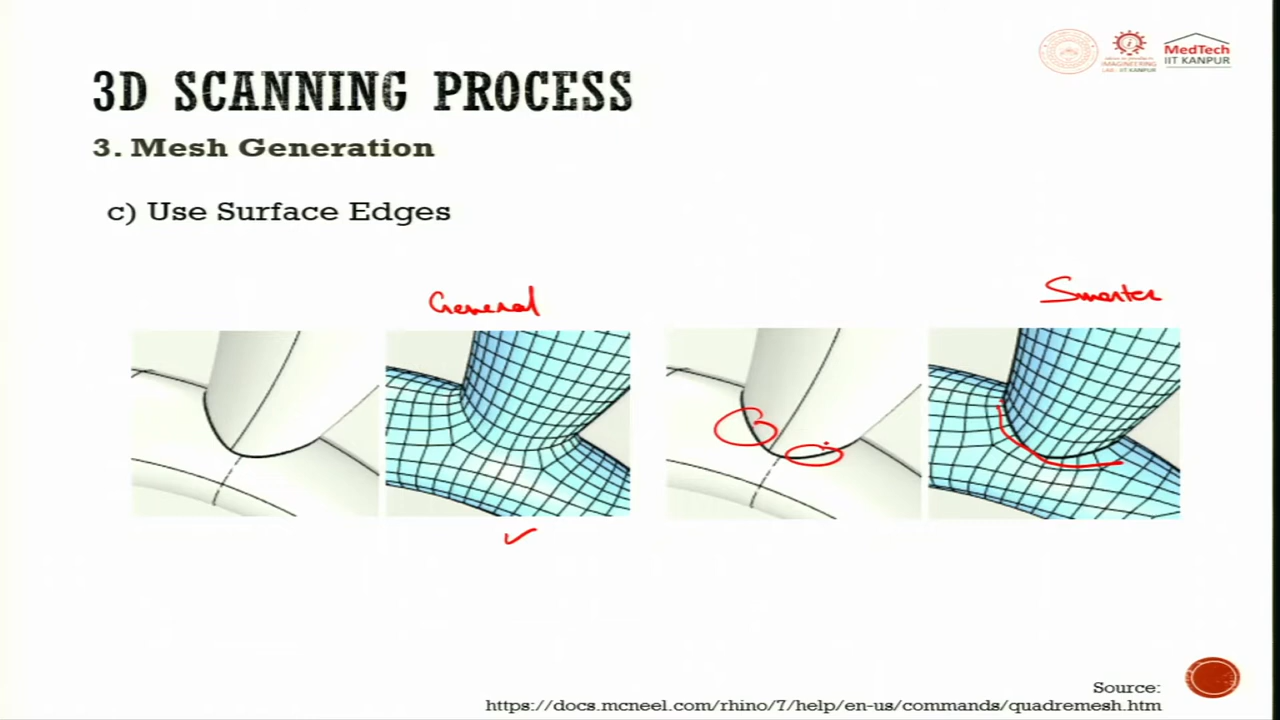 MedTech
IIT KANPUR
3D SCANNING PROCESS
3. Mesh Generation
c) Use Surface Edges
General
Smarter
Source:
https://docs.mcneel.com/rhino/7/help/en-us/commands/quadremesh.htm